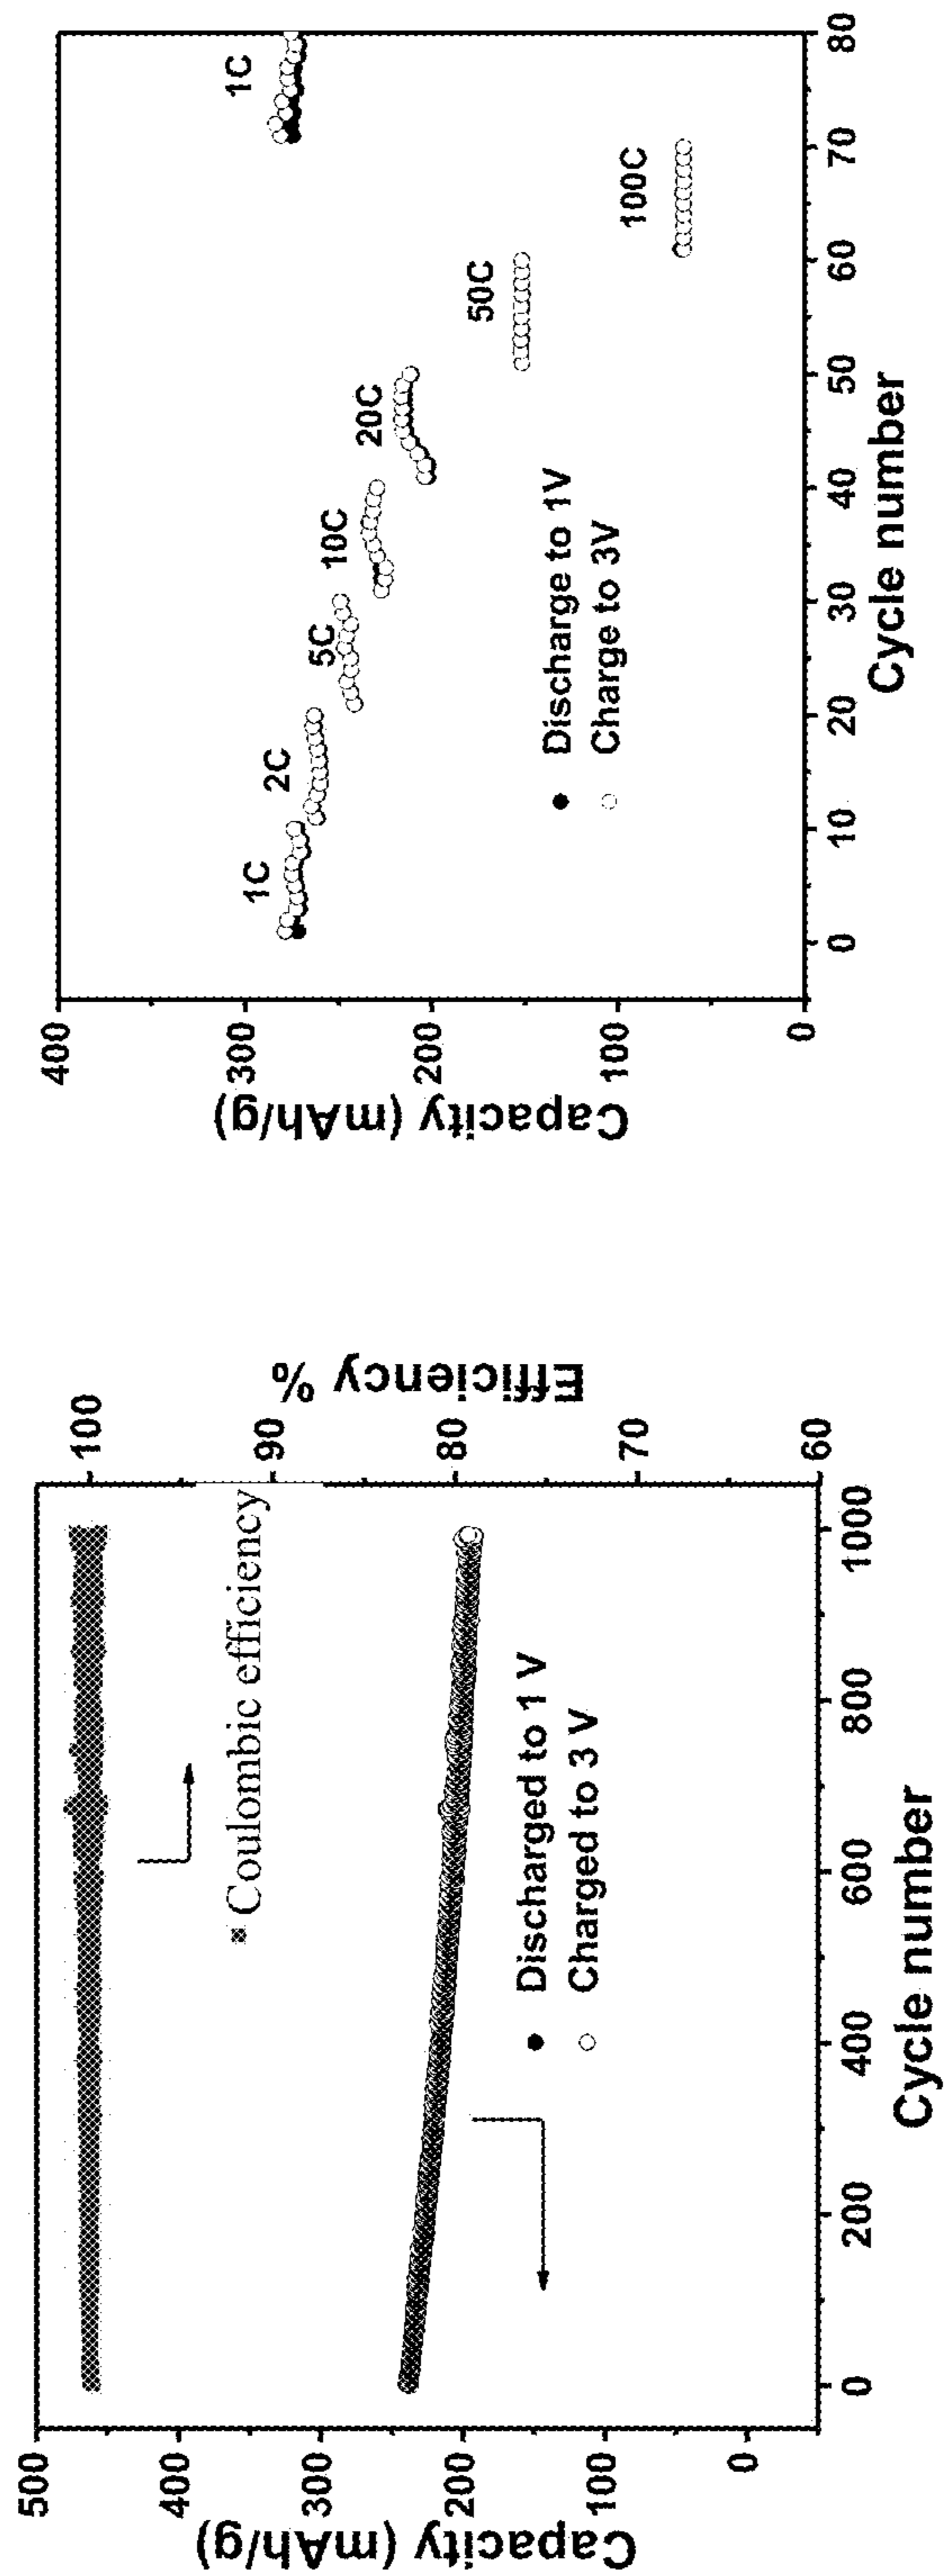 500
400
300
200
0
Capacity (mAh/g)
100
90
80
70
60
Efficiency %
Coulombic efficiency
Discharged to 1 V
Charged to 3 V
0
200
400
600
800
1000
Cycle number
400
300
200
100
0
Capacity (mAh/g)
1C
2C
5C
10C
20C
50C
100C
1C
Discharge to 1V
Charge to 3V
0
10
20
30
40
50
60
70
80
Cycle number